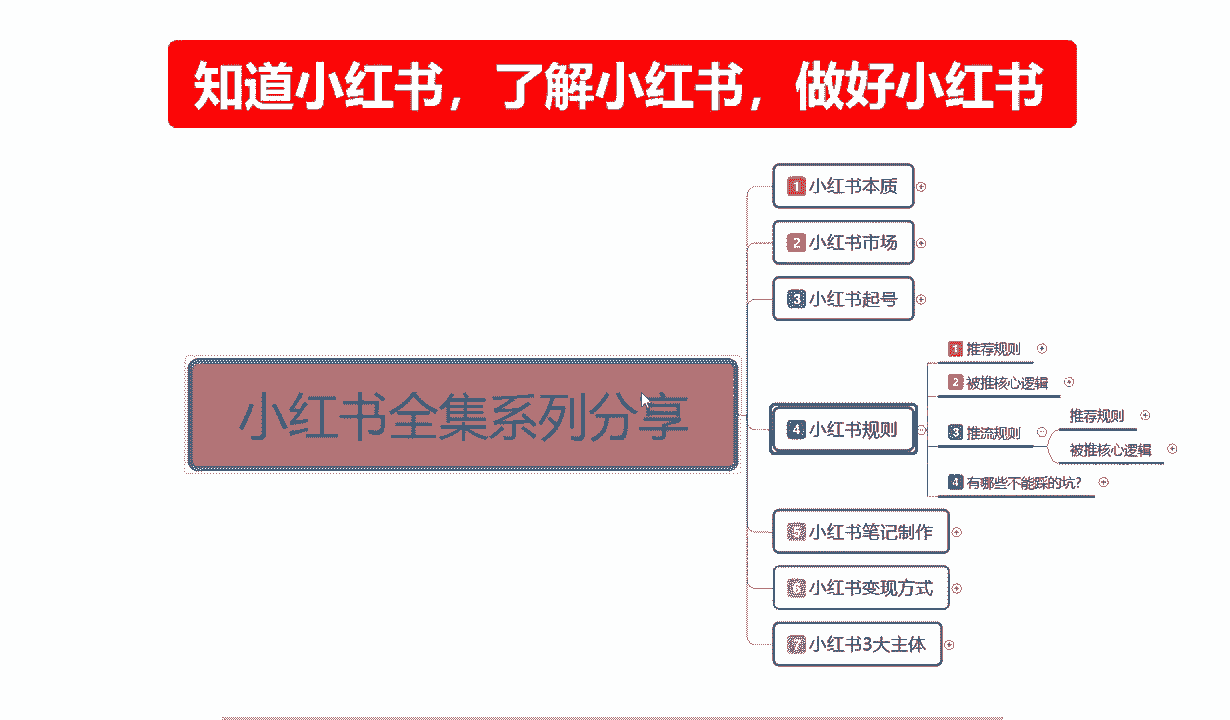 知道小红书，了解小红书，做好小红书
小红书全集系列分享
1 小红书本质
2 小红书市场
3 小红书起号
4 小红书规则
1 推荐规则
2 被推核心逻辑
3 推流规则
推荐规则
被推核心逻辑
4 有哪些不能踩的坑?
5 小红书笔记制作
6 小红书变现方式
7 小红书3大主体